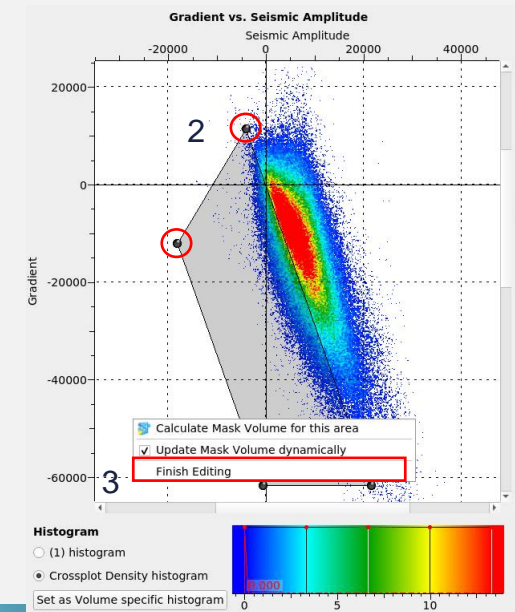 Gradient vs. Seismic Amplitude
Seismic Amplitude
-20000 0 20000 40000
20000
2
0
Gradient
-20000
-40000
Calculate Mask Volume for this area
Update Mask Volume dynamically
Finish Editing
-60000
3
Histogram
(1) histogram
Crossplot Density histogram
Set as Volume specific histogram
0.000
0 5 10